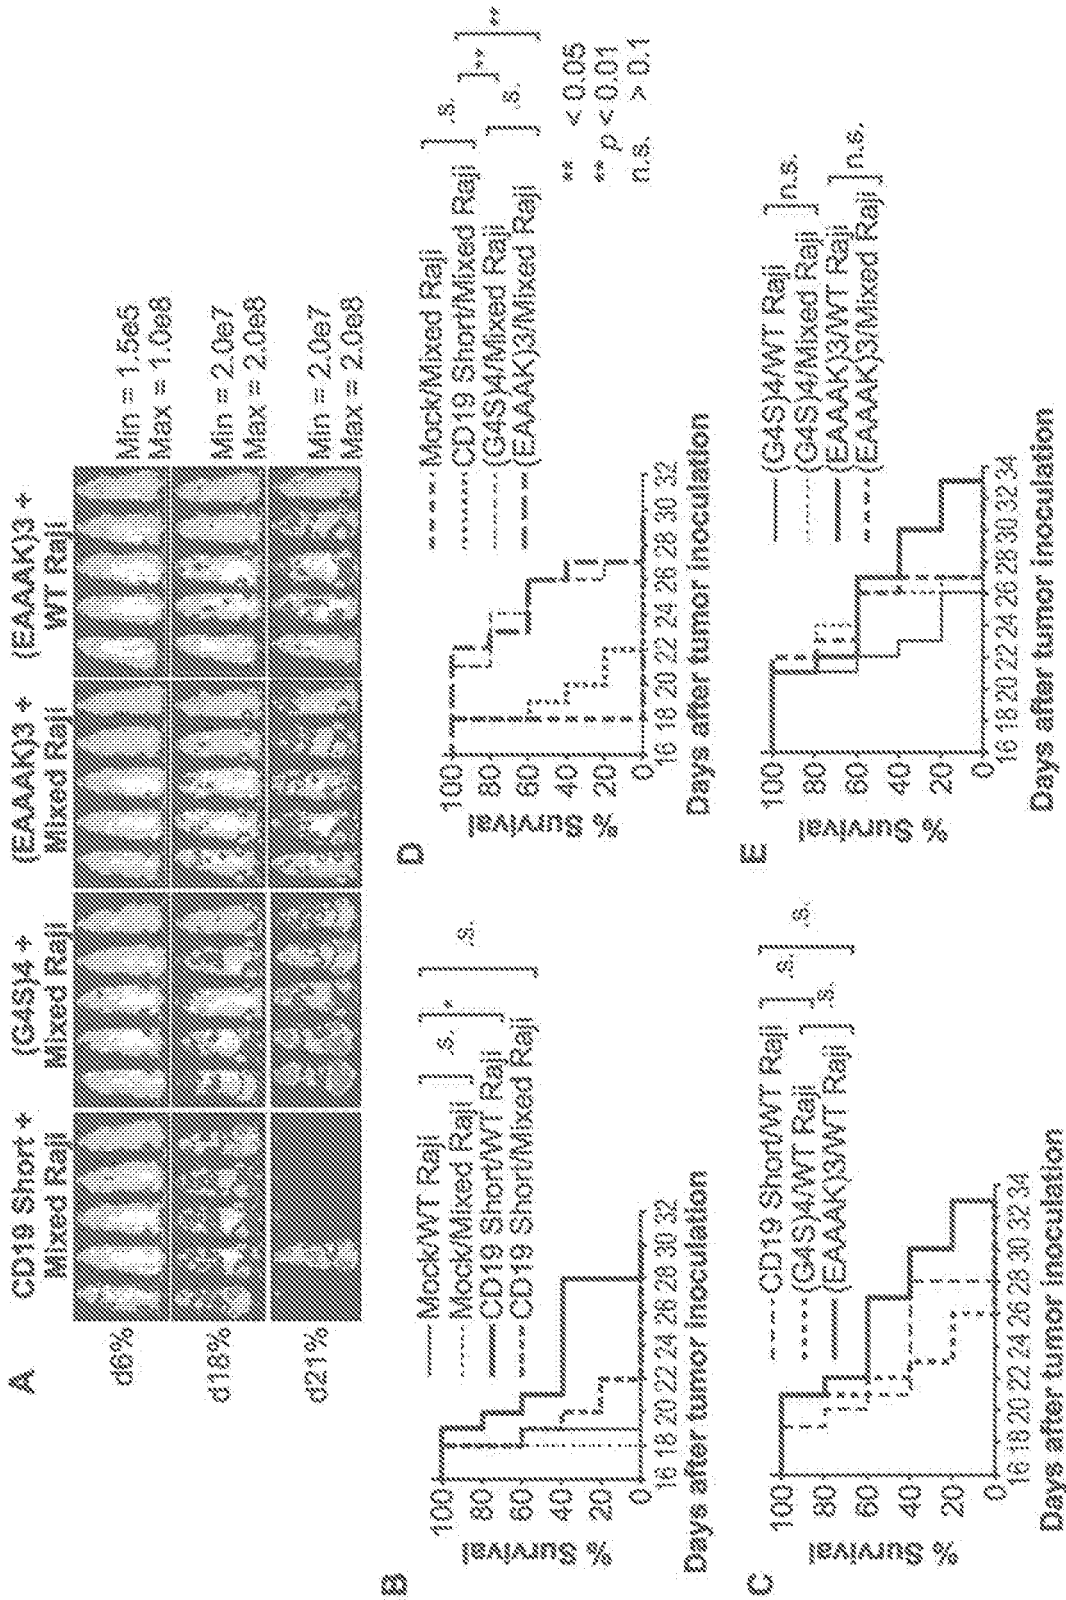 A
CD19 Short +
Mixed Raji
(G4S)4 +
Mixed Raji
(EAAAK)3 +
Mixed Raji
(EAAAK)3 +
WT Raji
d6%
Min = 1.5e5
Max = 1.0e8
d18%
Min = 2.0e7
Max = 2.0e8
d21%
Min = 2.0e7
Max = 2.0e8
B
% Survival
100
80
60
40
20
0
16 18 20 22 24 26 28 30 32
Days after tumor inoculation
Mock/WT Raji
Mock/Mixed Raji
CD19 Short/WT Raji
CD19 Short/Mixed Raji
.s.
*
.s.
D
% Survival
100
80
60
40
20
0
16 18 20 22 24 26 28 30 32
Days after tumor inoculation
Mock/Mixed Raji
CD19 Short/Mixed Raji
(G4S)4/Mixed Raji
(EAAAK)3/Mixed Raji
.s.
.s.
**
**
** < 0.05
** p < 0.01
n.s. > 0.1
C
% Survival
100
80
60
40
20
0
16 18 20 22 24 26 28 30 32 34
Days after tumor inoculation
CD19 Short/WT Raji
(G4S)4/WT Raji
(EAAAK)3/WT Raji
.s.
.s.
.s.
E
% Survival
100
80
60
40
20
0
16 18 20 22 24 26 28 30 32 34
Days after tumor inoculation
(G4S)4/WT Raji
(G4S)4/Mixed Raji
(EAAAK)3/WT Raji
(EAAAK)3/Mixed Raji
n.s.
n.s.